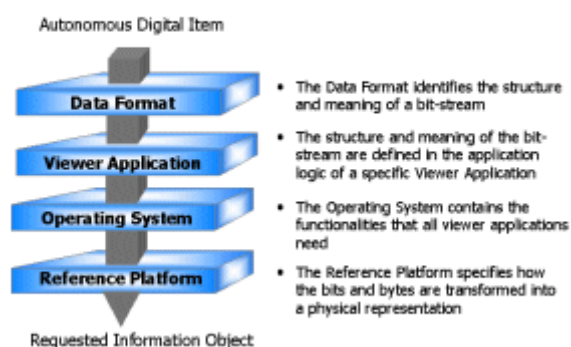 Autonomous Digital Item
Data Format
• The Data Format identifies the structure
and meaning of a bit-stream
Viewer Application
• The structure and meaning of the bit-
stream are defined in the application
logic of a specific Viewer Application
Operating System
• The Operating System contains the
functionalities that all viewer applications
need
Reference Platform
• The Reference Platform specifies how
the bits and bytes are transformed into
a physical representation
Requested Information Object